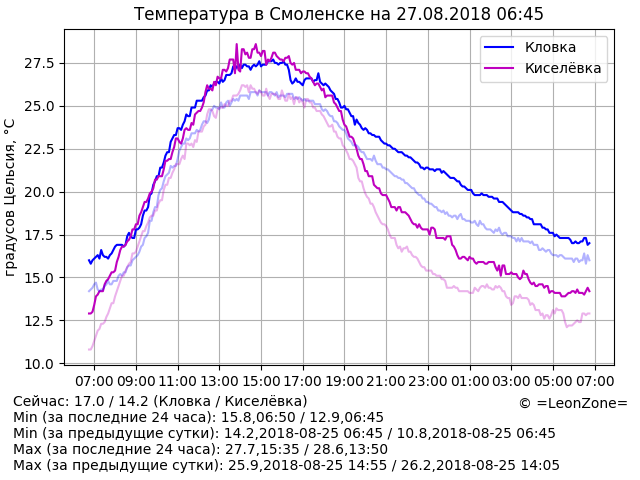 Температура в Смоленске на 27.08.2018 06:45
градусов Цельсия, °C
27.5
25.0
22.5
20.0
17.5
15.0
12.5
10.0
Кловка
Киселёвка
07:00 09:00 11:00 13:00 15:00 17:00 19:00 21:00 23:00 01:00 03:00 05:00 07:00
Сейчас: 17.0 / 14.2 (Кловка / Киселёвка)
© =LeonZone=
Min (за последние 24 часа): 15.8,06:50 / 12.9,06:45
Min (за предыдущие сутки): 14.2,2018-08-25 06:45 / 10.8,2018-08-25 06:45
Max (за последние 24 часа): 27.7,15:35 / 28.6,13:50
Max (за предыдущие сутки): 25.9,2018-08-25 14:55 / 26.2,2018-08-25 14:05